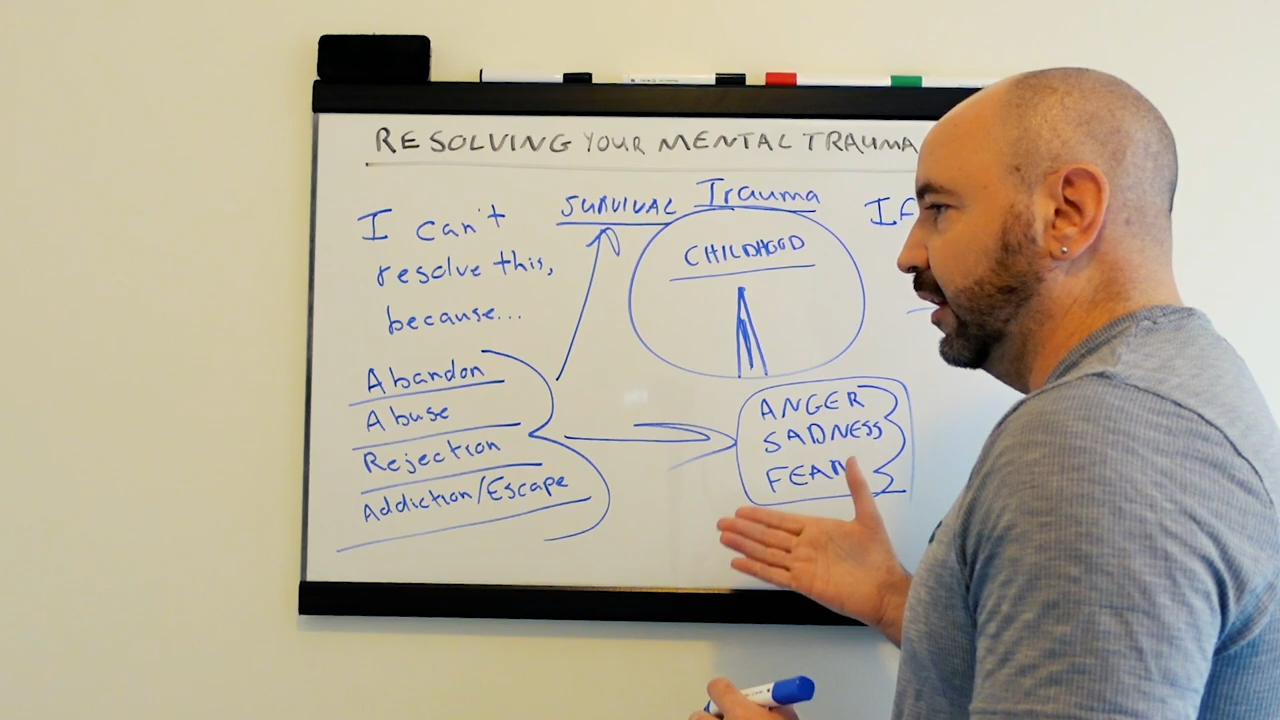 RESOLVING YOUR MENTAL TRAUMA
I can't
resolve this,
because...
Abandon
Abuse
Rejection
Addiction/Escape
SURVIVAL
Trauma
CHILDHOOD
ANGER
SADNESS
FEAR
If